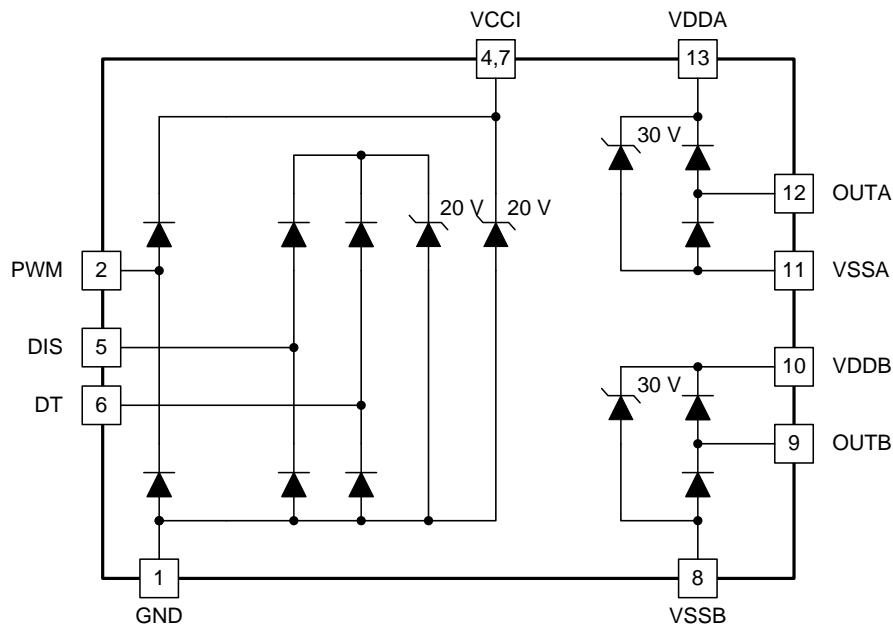 VCCI
VDDA
4,7
13
30 V
20 V
20 V
12
OUTA
PWM
2
11
VSSA
DIS
5
10
VDDB
DT
6
30 V
9
OUTB
1
8
GND
VSSB